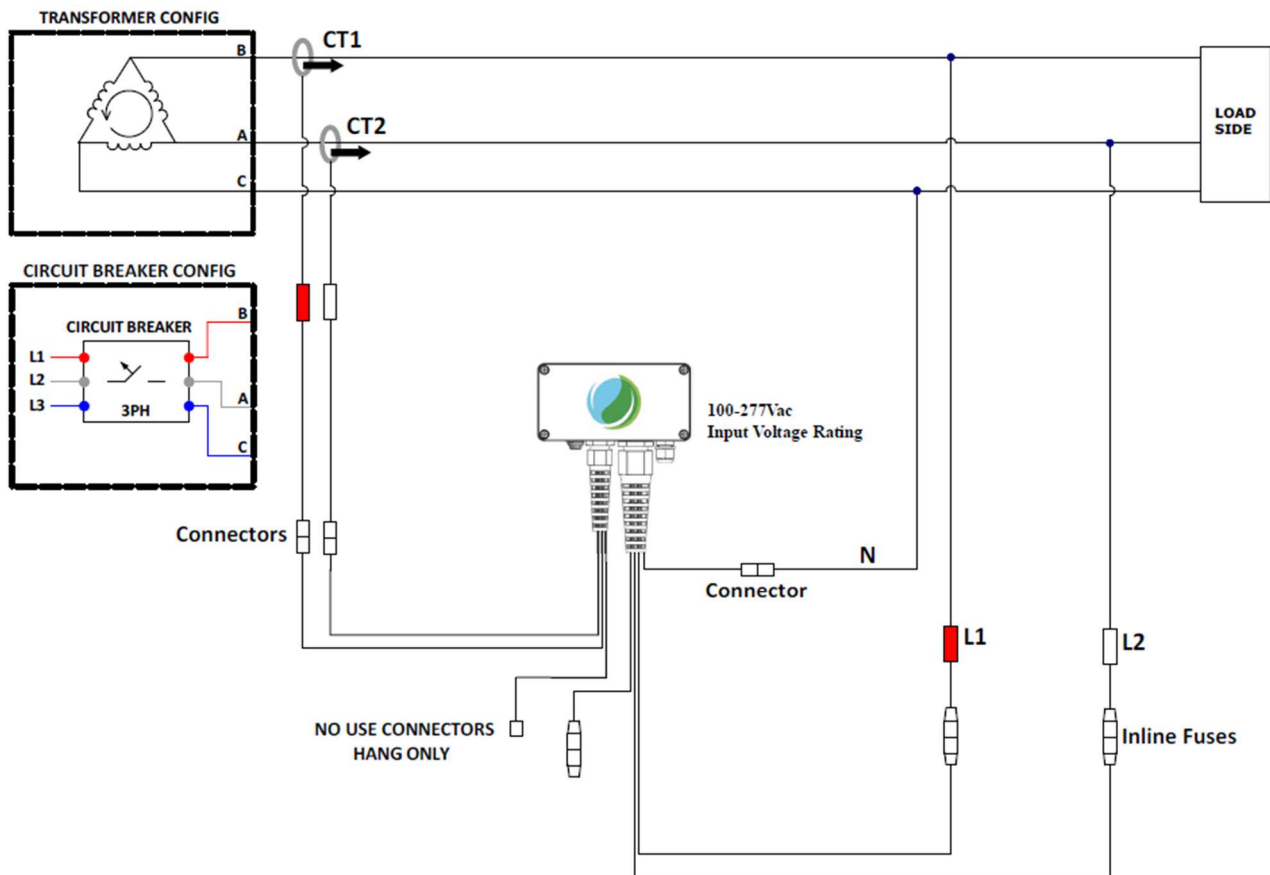 TRANSFORMER CONFIG
B
CT1
A
CT2
C
LOAD
SIDE
CIRCUIT BREAKER CONFIG
B
CIRCUIT BREAKER
L1
L2
A
L3
3PH
C
100-277Vac
Input Voltage Rating
Connectors
N
Connector
L1
L2
NO USE CONNECTORS
HANG ONLY
Inline Fuses